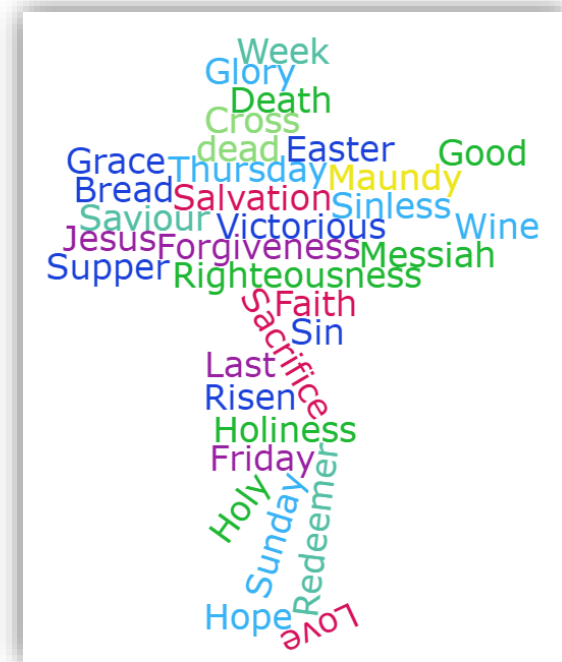 Week
Glory
Death
Cross
dead Easter Good
Grace Thursday Maundy
Bread Salvation Sinless
Saviour Victorious Wine
Jesus Forgiveness Messiah
Supper Righteousness
Sacrifice Faith
Sin
Last
Risen
Holiness
Friday
Redeemer
Holy
Sunday
Hope
Love